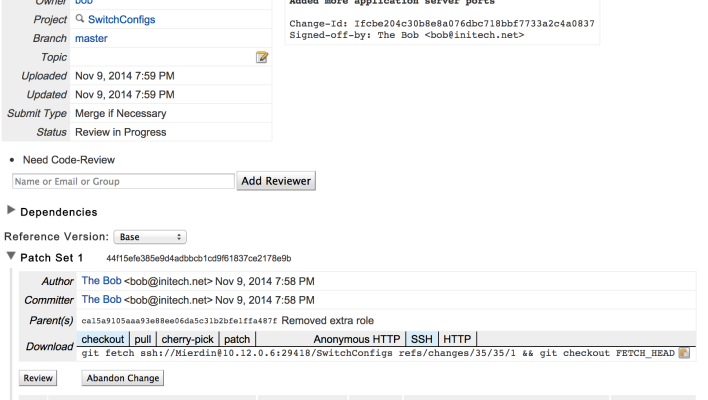 Owner bob
Added more application server ports
Project SwitchConfigs
Change-Id: Ifcbe204c30b8e8a076dbc718bbf7733a2c4a0837
Branch master
Signed-off-by: The Bob <bob@initech.net>
Topic
Uploaded Nov 9, 2014 7:59 PM
Updated Nov 9, 2014 7:59 PM
Submit Type Merge if Necessary
Status Review in Progress
Need Code-Review
Name or Email or Group Add Reviewer
Dependencies
Reference Version: Base
Patch Set 1 44f15efe385e9d4adbbcb1cd9f61837ce2178e9b
Author The Bob <bob@initech.net> Nov 9, 2014 7:58 PM
Committer The Bob <bob@initech.net> Nov 9, 2014 7:58 PM
Parent(s) ca15a9105aaa93e88ee06da5c31b2bfe1ffa487f Removed extra role
Download checkout pull cherry-pick patch Anonymous HTTP SSH HTTP
git fetch ssh://Mierdin@10.12.0.6:29418/SwitchConfigs refs/changes/35/35/1 && git checkout FETCH_HEAD
Review Abandon Change